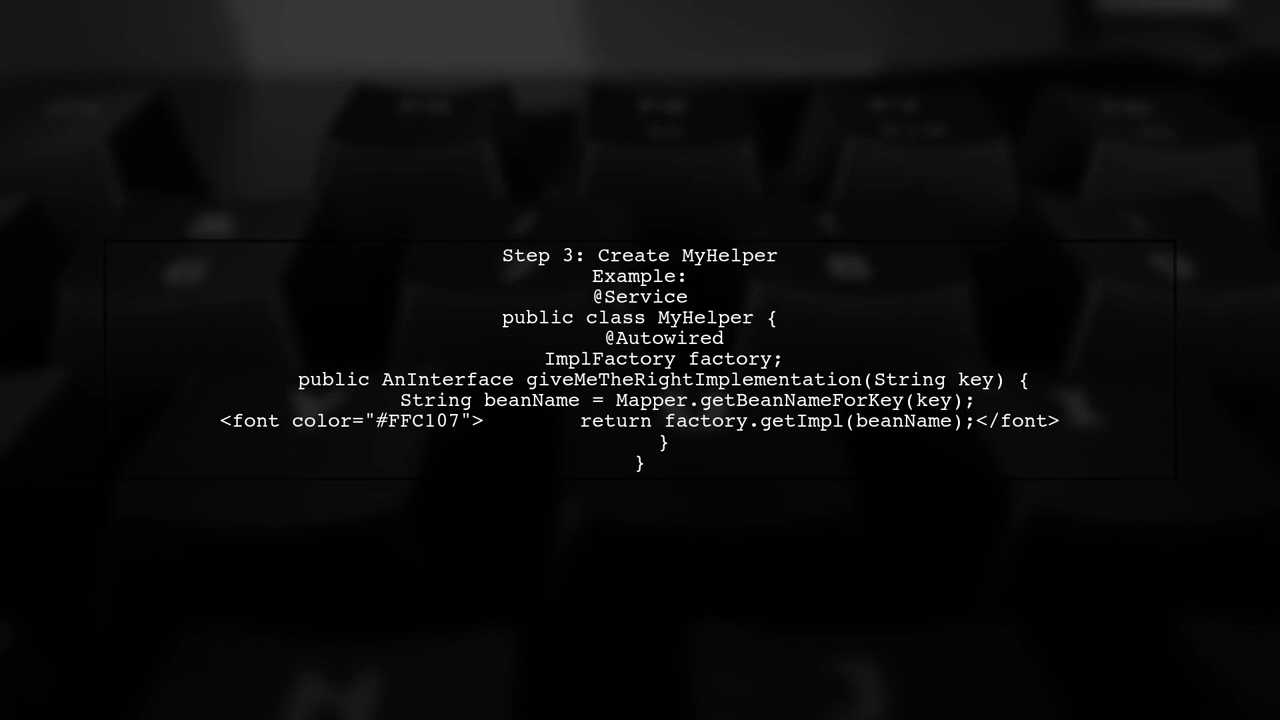 Step 3: Create MyHelper
Example:
@Service
public class MyHelper {
@Autowired
ImplFactory factory;
public AnInterface giveMeTheRightImplementation(String key) {
String beanName = Mapper.getBeanNameForKey(key);
<font color="#FFC107">        return factory.getImpl(beanName);</font>
}
}